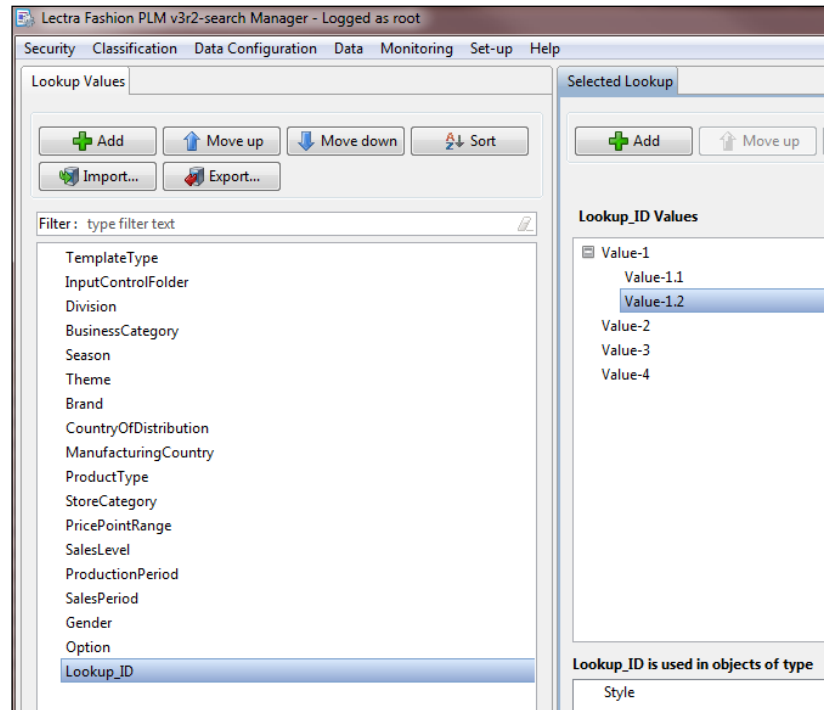 Lectra Fashion PLM v3r2-search Manager - Logged as root
Security Classification Data Configuration Data Monitoring Set-up Help
Lookup Values
Add Move up Move down Sort
Import... Export...
Filter : type filter text
TemplateType
InputControlFolder
Division
BusinessCategory
Season
Theme
Brand
CountryOfDistribution
ManufacturingCountry
ProductType
StoreCategory
PricePointRange
SalesLevel
ProductionPeriod
SalesPeriod
Gender
Option
Lookup_ID
Selected Lookup
Add Move up
Lookup_ID Values
Value-1
Value-1.1
Value-1.2
Value-2
Value-3
Value-4
Lookup_ID is used in objects of type
Style